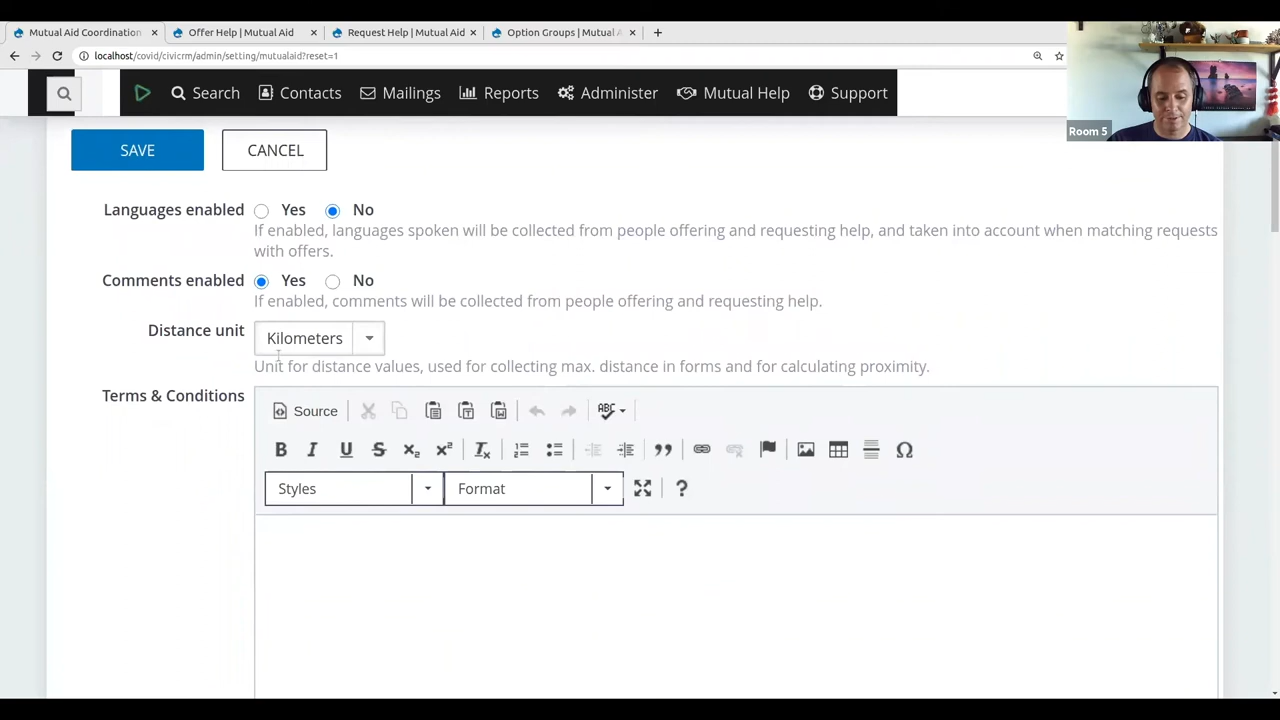 Mutual Aid Coordination
Offer Help | Mutual Aid
Request Help | Mutual Aid
Option Groups | Mutual A
localhost/covid/civicrm/admin/setting/mutualaid?reset=1
Search
Contacts
Mailings
Reports
Administer
Mutual Help
Support
Room 5
SAVE
CANCEL
Languages enabled
Yes
No
If enabled, languages spoken will be collected from people offering and requesting help, and taken into account when matching requests
with offers.
Comments enabled
Yes
No
If enabled, comments will be collected from people offering and requesting help.
Distance unit
Kilometers
Unit for distance values, used for collecting max. distance in forms and for calculating proximity.
Terms & Conditions
Source
ABC
B I U S x₂ x² Tx
Styles
Format
?